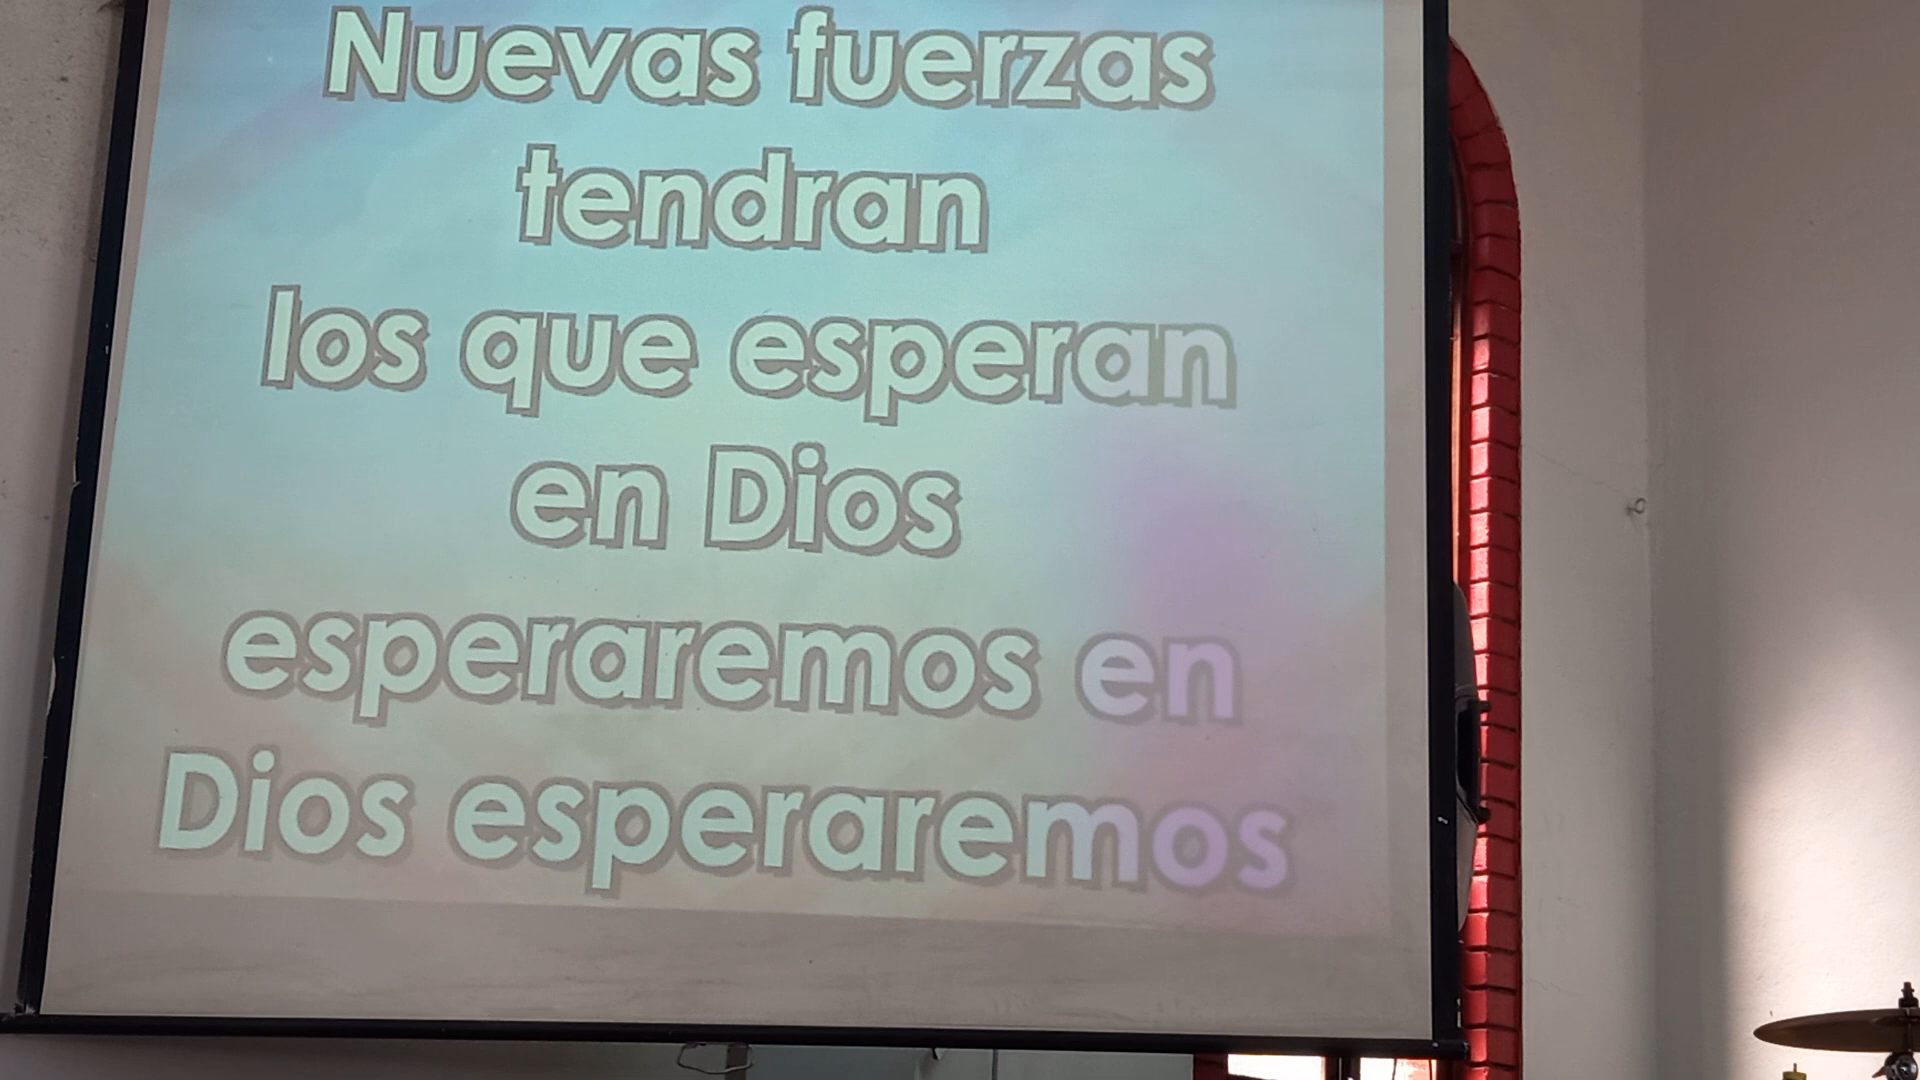 Nuevas fuerzas
tendran
los que esperan
en Dios
esperaremos en
Dios esperaremos